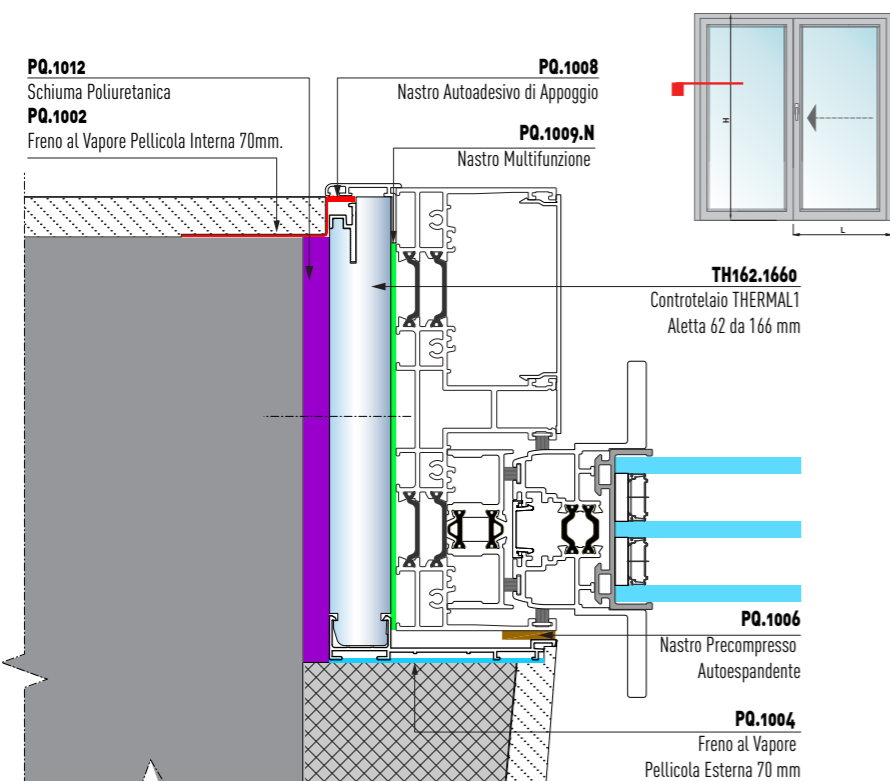 PQ.1012
Schiuma Poliuretanica
PQ.1002
Freno al Vapore Pellicola Interna 70mm.
PQ.1008
Nastro Autoadesivo di Appoggio
PQ.1009.N
Nastro Multifunzione
H
L
TH162.1660
Controtelaio THERMAL1
Aletta 62 da 166 mm
PQ.1006
Nastro Precompresso
Autoespandente
PQ.1004
Freno al Vapore
Pellicola Esterna 70 mm